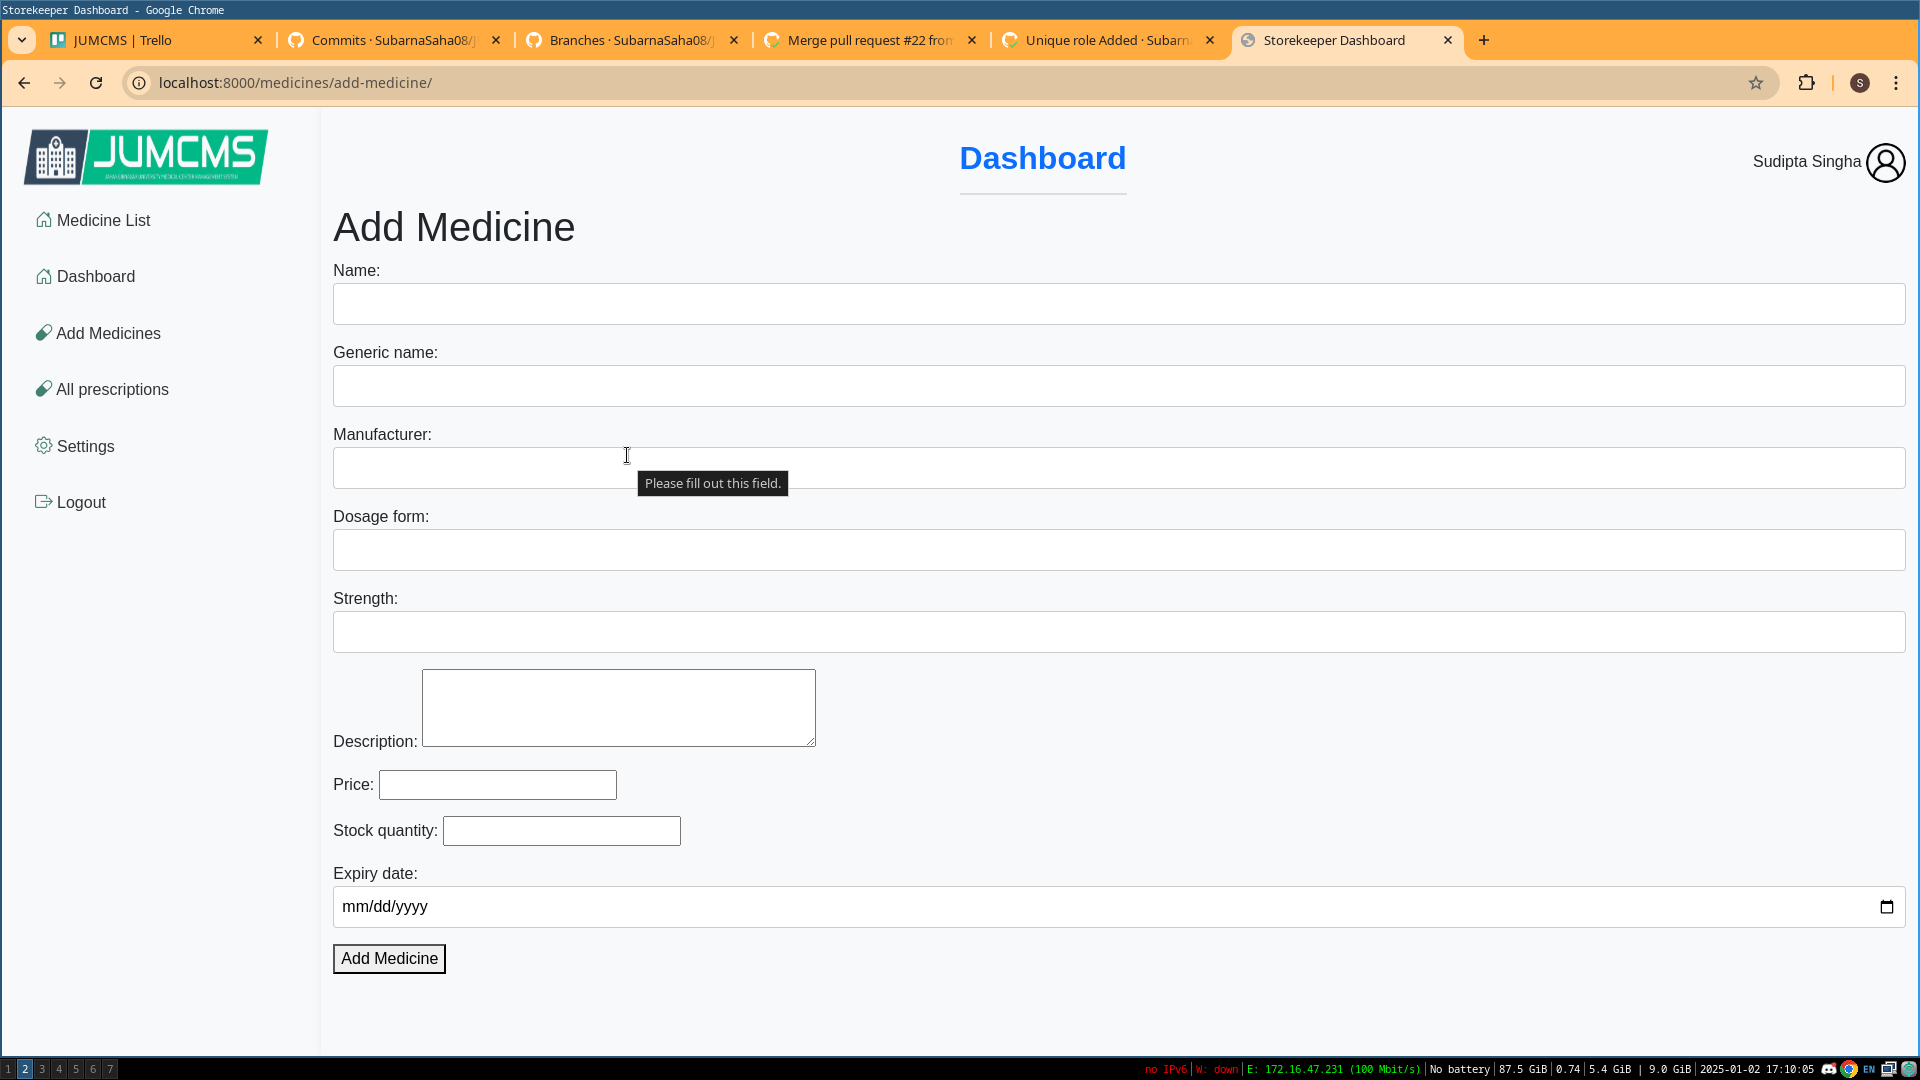 Storekeeper Dashboard - Google Chrome
JUMCMS | Trello
Commits · SubarnaSaha08/J
Branches · SubarnaSaha08/J
Merge pull request #22 from
Unique role Added · Subarn
Storekeeper Dashboard
localhost:8000/medicines/add-medicine/
S
JUMCMS
Dashboard
Sudipta Singha
Medicine List
Dashboard
Add Medicines
All prescriptions
Settings
Logout
Add Medicine
Name:
Generic name:
Manufacturer:
Please fill out this field.
Dosage form:
Strength:
Description:
Price:
Stock quantity:
Expiry date:
mm/dd/yyyy
Add Medicine
1 2 3 4 5 6 7
no IPv6 | W: down | E: 172.16.47.231 (100 Mbit/s) | No battery | 87.5 GiB | 0.74 | 5.4 GiB | 9.0 GiB | 2025-01-02 17:10:05 EN